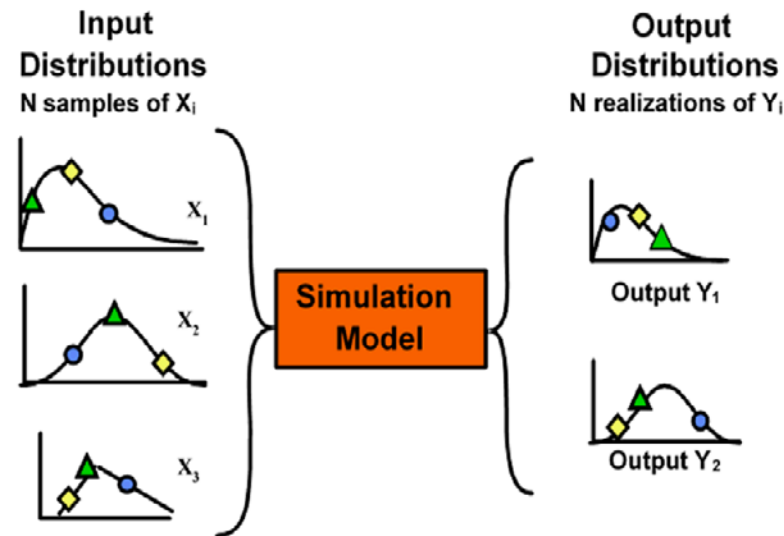 Input
Distributions
N samples of Xᵢ
X₁
X₂
X₃
Simulation
Model
Output
Distributions
N realizations of Yᵢ
Output Y₁
Output Y₂